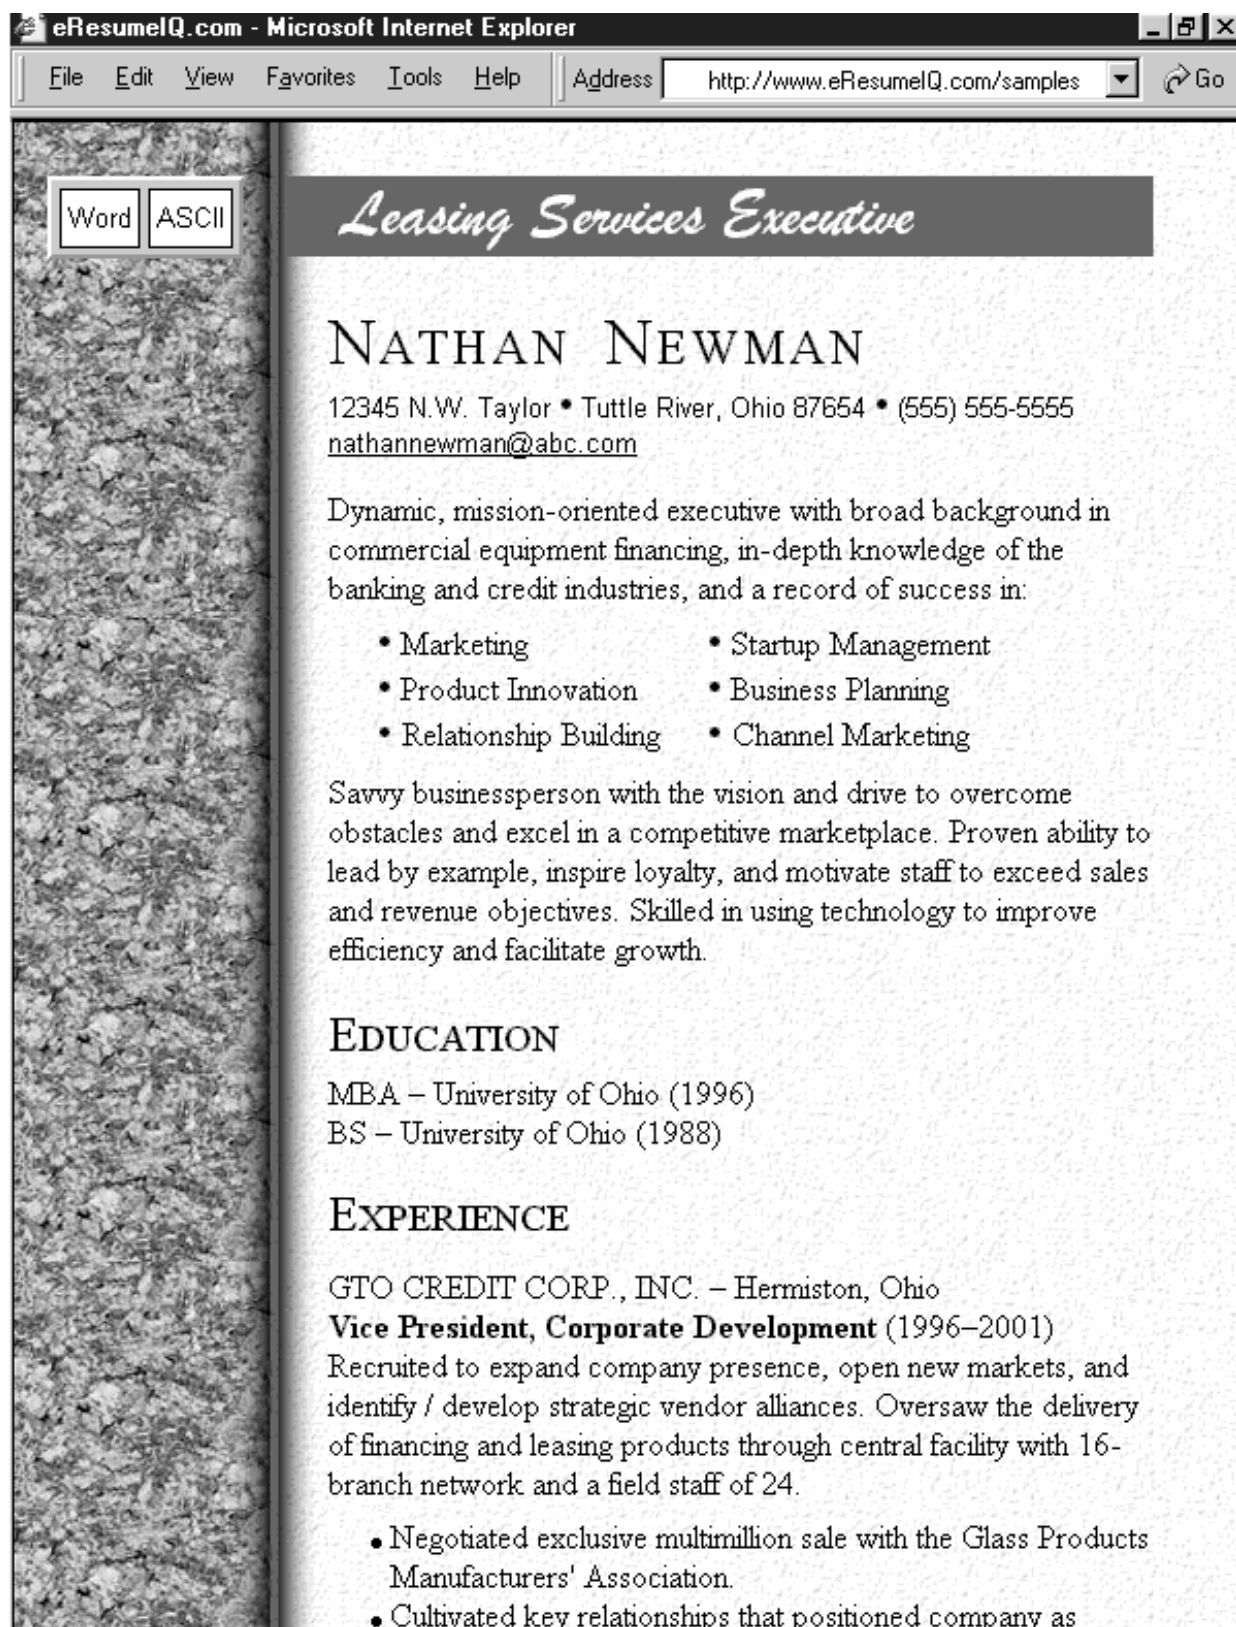 eResumeIQ.com - Microsoft Internet Explorer
File Edit View Favorites Tools Help Address http://www.eResumeIQ.com/samples Go
Word ASCII Leasing Services Executive
NATHAN NEWMAN
12345 N.W. Taylor • Tuttle River, Ohio 87654 • (555) 555-5555
nathannewman@abc.com
Dynamic, mission-oriented executive with broad background in
commercial equipment financing, in-depth knowledge of the
banking and credit industries, and a record of success in:
• Marketing • Startup Management
• Product Innovation • Business Planning
• Relationship Building • Channel Marketing
Savvy businessperson with the vision and drive to overcome
obstacles and excel in a competitive marketplace. Proven ability to
lead by example, inspire loyalty, and motivate staff to exceed sales
and revenue objectives. Skilled in using technology to improve
efficiency and facilitate growth.
EDUCATION
MBA – University of Ohio (1996)
BS – University of Ohio (1988)
EXPERIENCE
GTO CREDIT CORP., INC. – Hermiston, Ohio
Vice President, Corporate Development (1996–2001)
Recruited to expand company presence, open new markets, and
identify / develop strategic vendor alliances. Oversaw the delivery
of financing and leasing products through central facility with 16-
branch network and a field staff of 24.
• Negotiated exclusive multimillion sale with the Glass Products
Manufacturers' Association.
• Cultivated key relationships that positioned company as